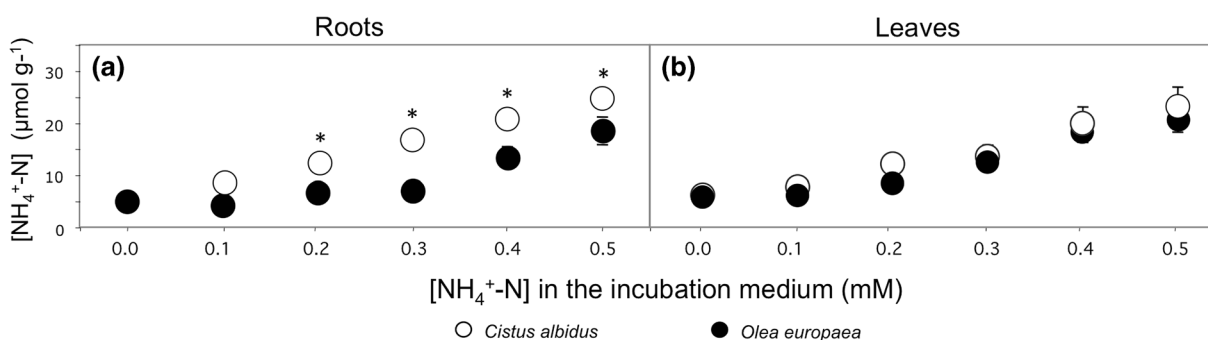 Roots
Leaves
[NH₄⁺-N] (µmol g⁻¹)
(a)
(b)
30
20
10
0
* * * *
0.0 0.1 0.2 0.3 0.4 0.5
0.0 0.1 0.2 0.3 0.4 0.5
[NH₄⁺-N] in the incubation medium (mM)
Cistus albidus
Olea europaea